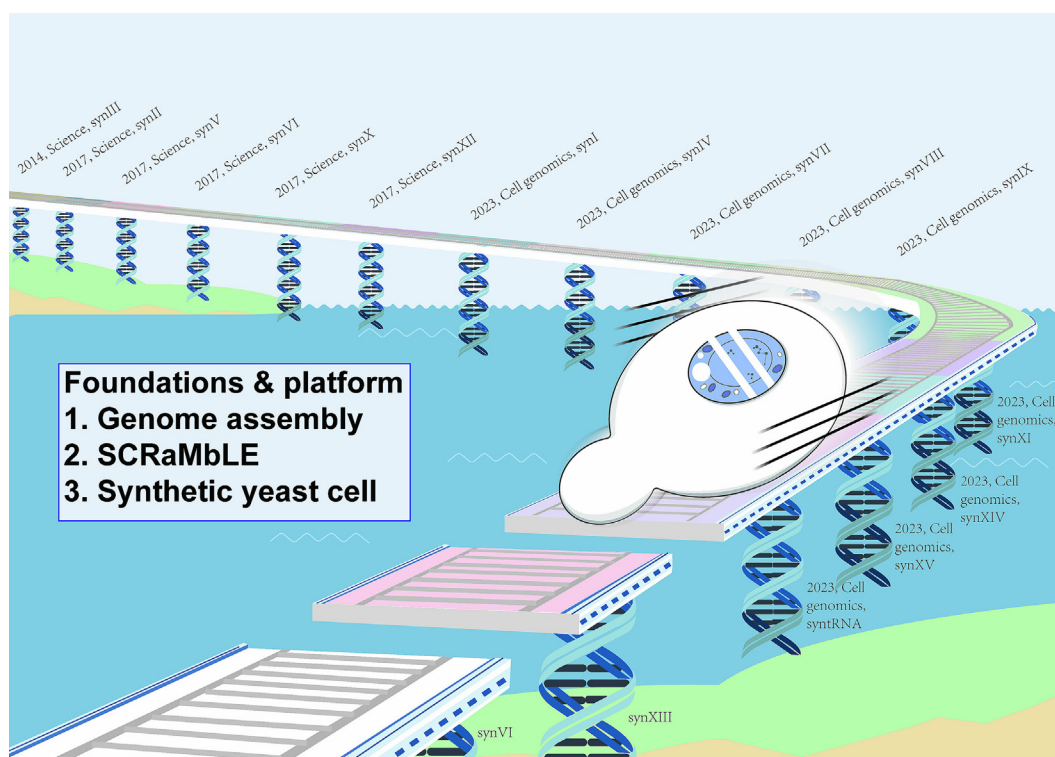 2014, Science, synIII
2017, Science, synII
2017, Science, synV
2017, Science, synVI
2017, Science, synX
2017, Science, synXII
2023, Cell genomics, synI
2023, Cell genomics, synIV
2023, Cell genomics, synVII
2023, Cell genomics, synVIII
2023, Cell genomics, synIX
Foundations & platform
1. Genome assembly
2. SCRaMbLE
3. Synthetic yeast cell
2023, Cell
genomics,
synXI
2023, Cell
genomics,
synXIV
2023, Cell
genomics,
synXV
2023, Cell
genomics,
syntRNA
synXIII
synVI